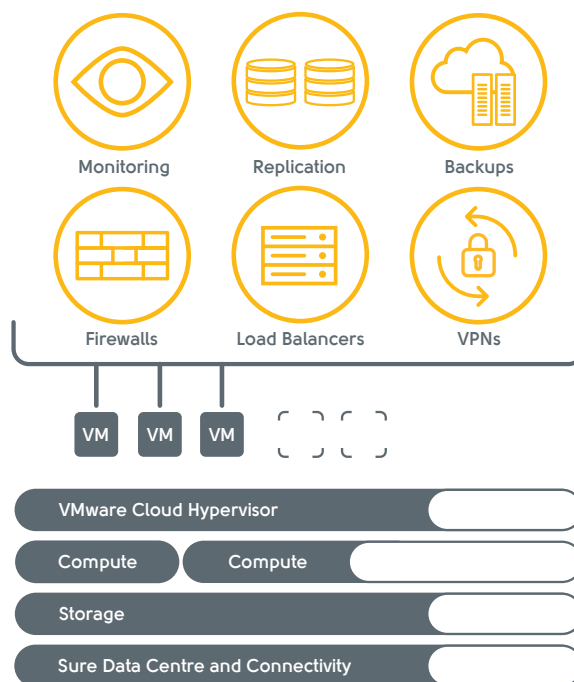 Monitoring Replication Backups
Firewalls Load Balancers VPNs
VM VM VM
VMware Cloud Hypervisor
Compute Compute
Storage
Sure Data Centre and Connectivity